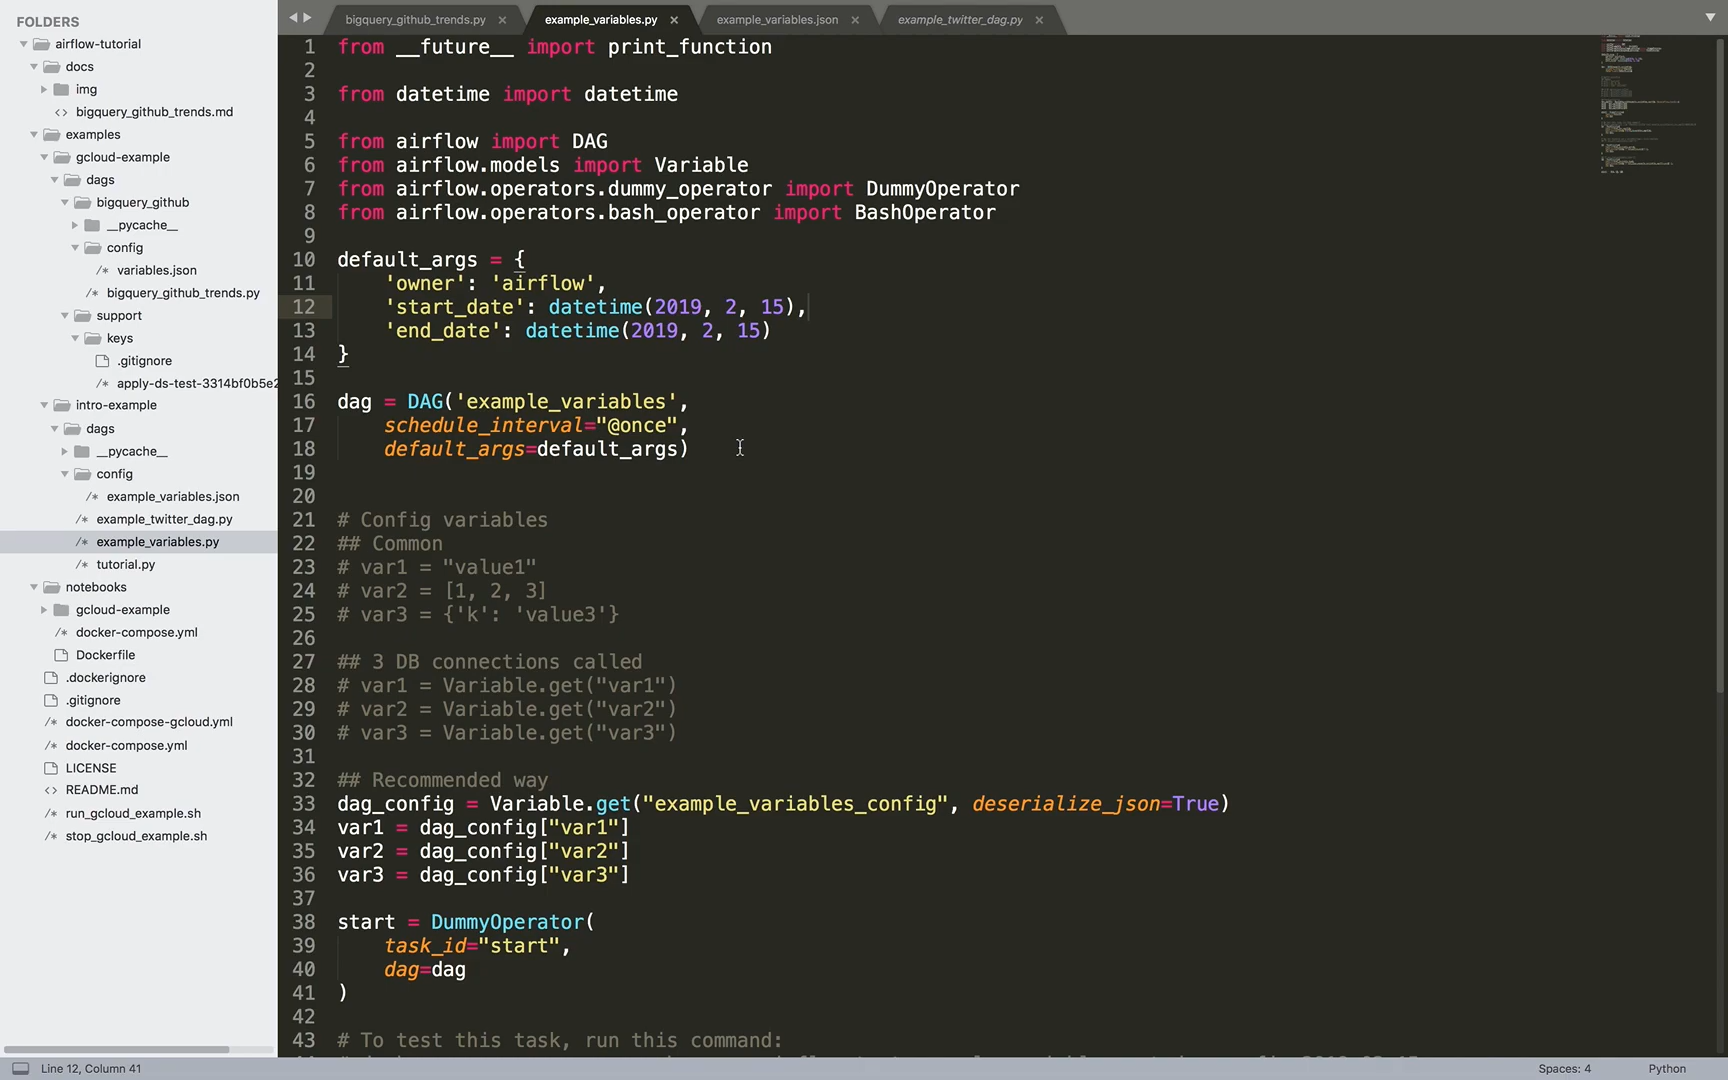 FOLDERS
airflow-tutorial
docs
img
<> bigquery_github_trends.md
examples
gcloud-example
dags
bigquery_github
__pycache__
config
/* variables.json
/* bigquery_github_trends.py
support
keys
.gitignore
/* apply-ds-test-3314bf0b5e2
intro-example
dags
__pycache__
config
/* example_variables.json
/* example_twitter_dag.py
/* example_variables.py
/* tutorial.py
notebooks
gcloud-example
/* docker-compose.yml
Dockerfile
.dockerignore
.gitignore
/* docker-compose-gcloud.yml
/* docker-compose.yml
LICENSE
<> README.md
/* run_gcloud_example.sh
/* stop_gcloud_example.sh
bigquery_github_trends.py × example_variables.py × example_variables.json × example_twitter_dag.py ×
1 from __future__ import print_function
2
3 from datetime import datetime
4
5 from airflow import DAG
6 from airflow.models import Variable
7 from airflow.operators.dummy_operator import DummyOperator
8 from airflow.operators.bash_operator import BashOperator
9
10 default_args = {
11 'owner': 'airflow',
12 'start_date': datetime(2019, 2, 15),
13 'end_date': datetime(2019, 2, 15)
14 }
15
16 dag = DAG('example_variables',
17 schedule_interval="@once",
18 default_args=default_args)
19
20
21 # Config variables
22 ## Common
23 # var1 = "value1"
24 # var2 = [1, 2, 3]
25 # var3 = {'k': 'value3'}
26
27 ## 3 DB connections called
28 # var1 = Variable.get("var1")
29 # var2 = Variable.get("var2")
30 # var3 = Variable.get("var3")
31
32 ## Recommended way
33 dag_config = Variable.get("example_variables_config", deserialize_json=True)
34 var1 = dag_config["var1"]
35 var2 = dag_config["var2"]
36 var3 = dag_config["var3"]
37
38 start = DummyOperator(
39 task_id="start",
40 dag=dag
41 )
42
43 # To test this task, run this command:
Line 12, Column 41
Spaces: 4
Python